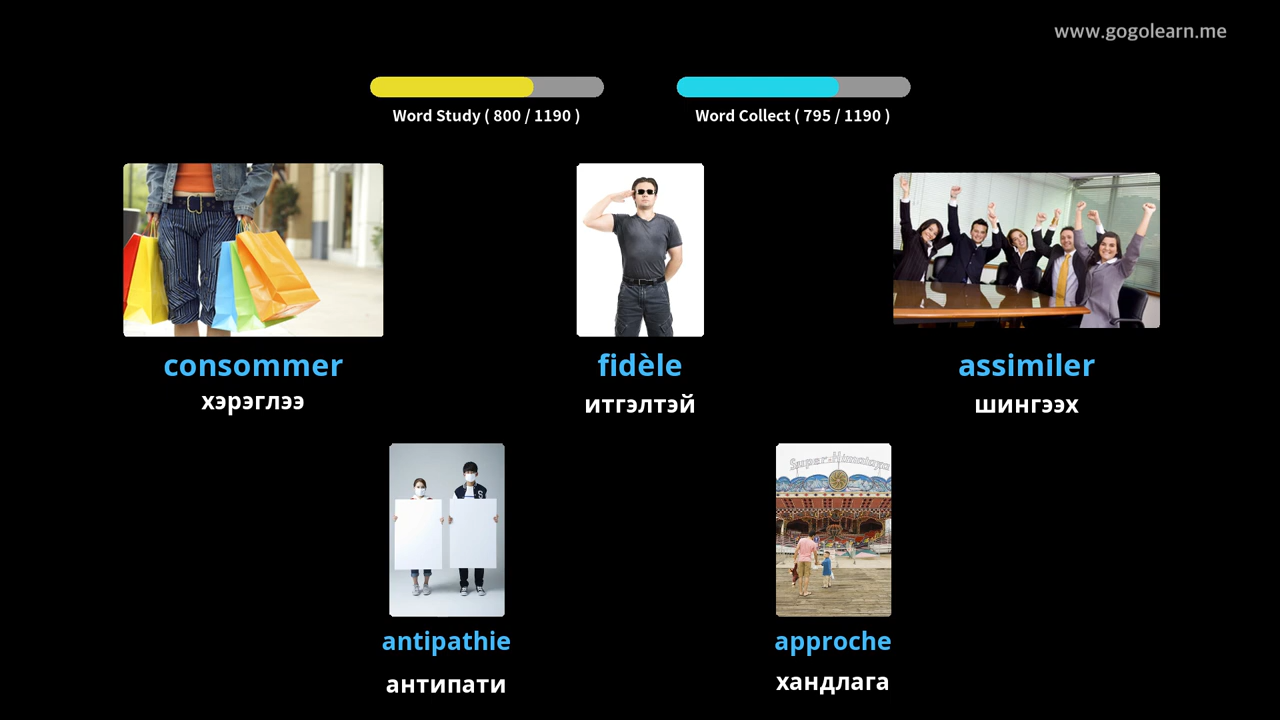 www.gogolearn.me
Word Study ( 800 / 1190 )
Word Collect ( 795 / 1190 )
consommer
хэрэглээ
fidèle
итгэлтэй
assimiler
шингээх
antipathie
антипати
approche
хандлага